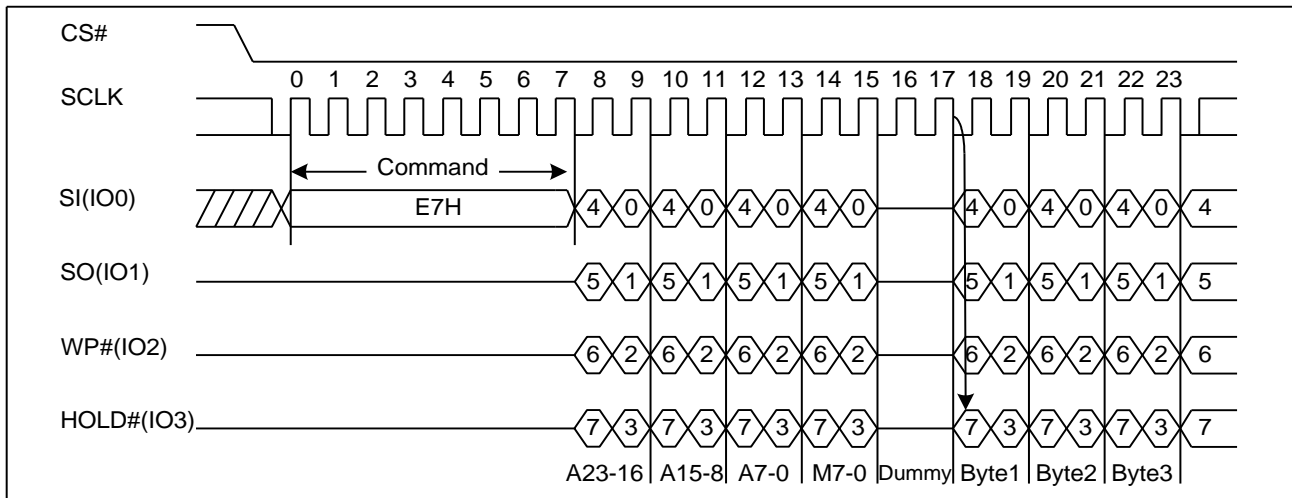 CS#
0 1 2 3 4 5 6 7 8 9 10 11 12 13 14 15 16 17 18 19 20 21 22 23
SCLK
Command
SI(IO0) E7H 4 0 4 0 4 0 4 0 4 0 4 0 4 0 4
SO(IO1) 5 1 5 1 5 1 5 1 5 1 5 1 5 1 5
WP#(IO2) 6 2 6 2 6 2 6 2 6 2 6 2 6 2 6
HOLD#(IO3) 7 3 7 3 7 3 7 3 7 3 7 3 7 3 7
A23-16 A15-8 A7-0 M7-0 Dummy Byte1 Byte2 Byte3